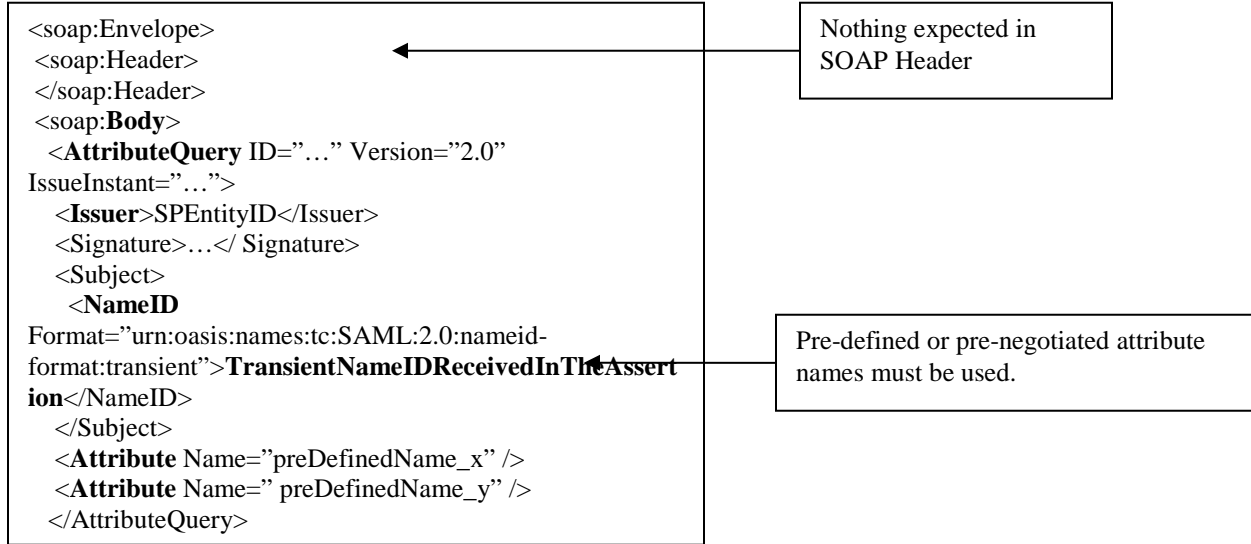 <soap:Envelope>
<soap:Header>
</soap:Header>
<soap:Body>
<AttributeQuery ID=”…” Version=”2.0”
IssueInstant=”…”>
<Issuer>SPEntityID</Issuer>
<Signature>…</ Signature>
<Subject>
<NameID
Format=”urn:oasis:names:tc:SAML:2.0:nameid-
format:transient”>TransientNameIDReceivedInTheAssert
ion</NameID>
</Subject>
<Attribute Name=”preDefinedName_x” />
<Attribute Name=” preDefinedName_y” />
</AttributeQuery>
Nothing expected in
SOAP Header
Pre-defined or pre-negotiated attribute
names must be used.